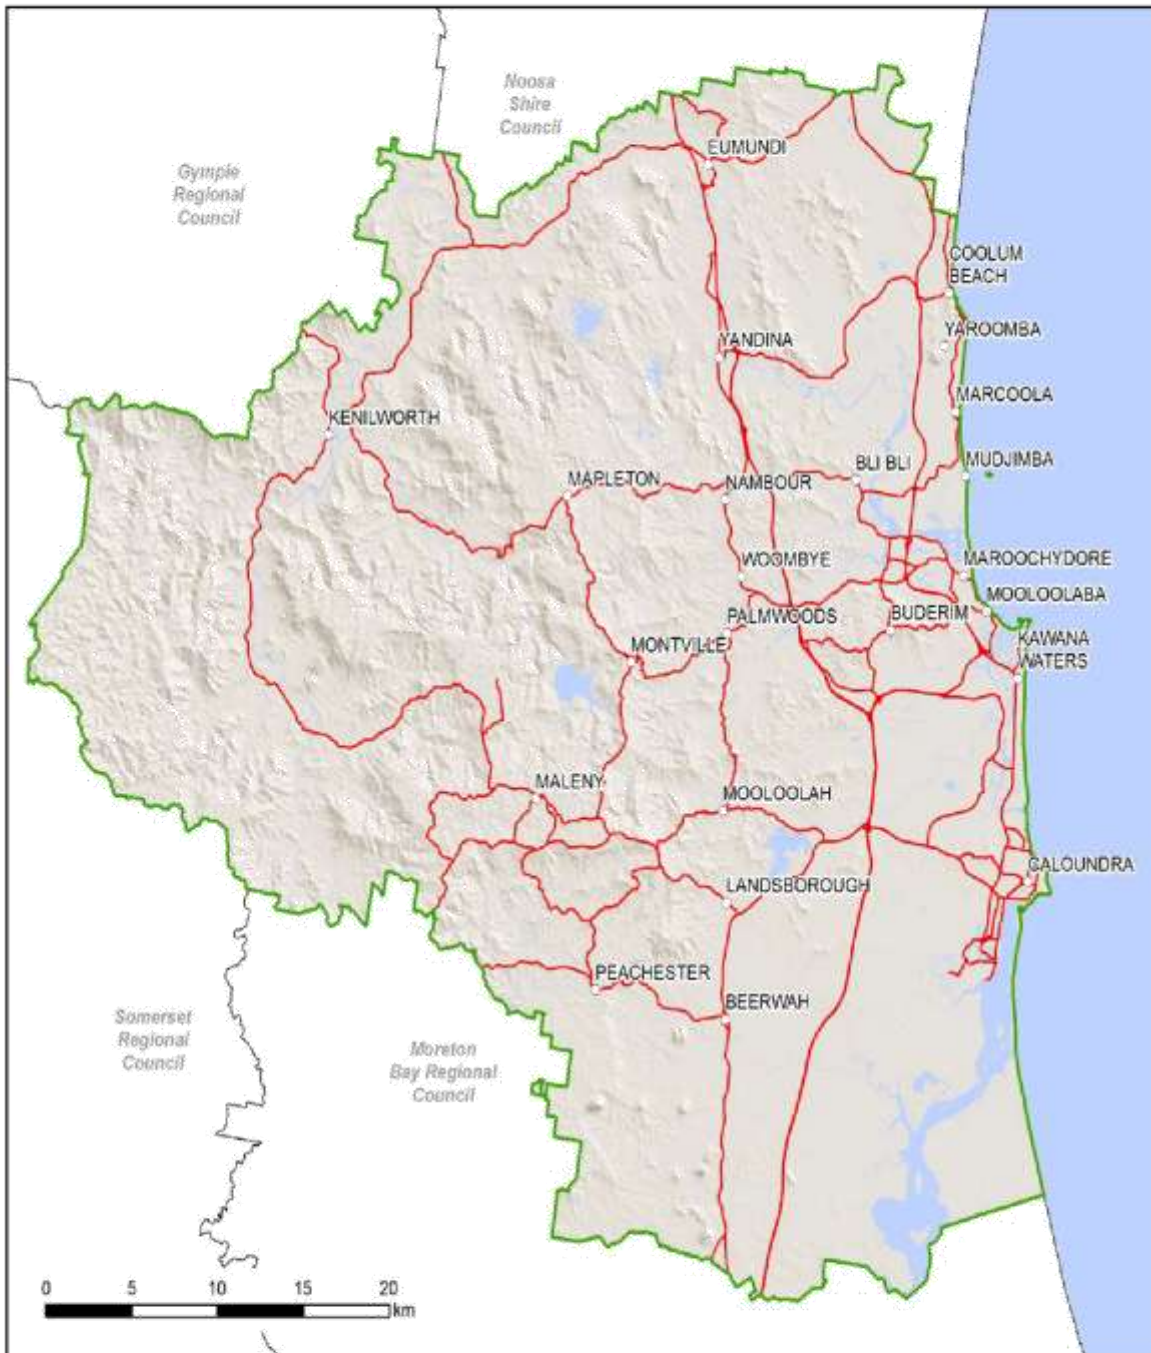 Noosa
Shire
Council
EUMUNDI
Gympie
Regional
Council
COOLUM
BEACH
YAROOMBA
YANDINA
MARCOOLA
KENILWORTH
BLI BLI
MUDJIMBA
MAPLETON
NAMBOUR
WOOMBYE
MAROOCHYDORE
MOOLOOLABA
PALMWOODS
BUDERIM
MONTVILLE
KAWANA
WATERS
MALENY
MOOLOOLAH
CALOUNDRA
LANDSBOROUGH
PEACHESTER
BEERWAH
Somerset
Regional
Council
Moreton
Bay Regional
Council
0 5 10 15 20
km